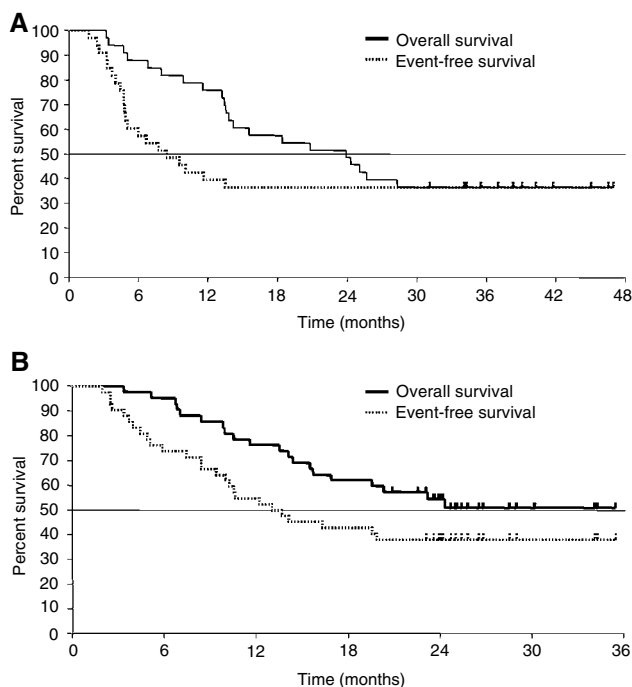 A
100
90
80
70
60
50
40
30
20
10
0
Percent survival
Overall survival
Event-free survival
0 6 12 18 24 30 36 42 48
Time (months)
B
100
90
80
70
60
50
40
30
20
10
0
Percent survival
Overall survival
Event-free survival
0 6 12 18 24 30 36
Time (months)